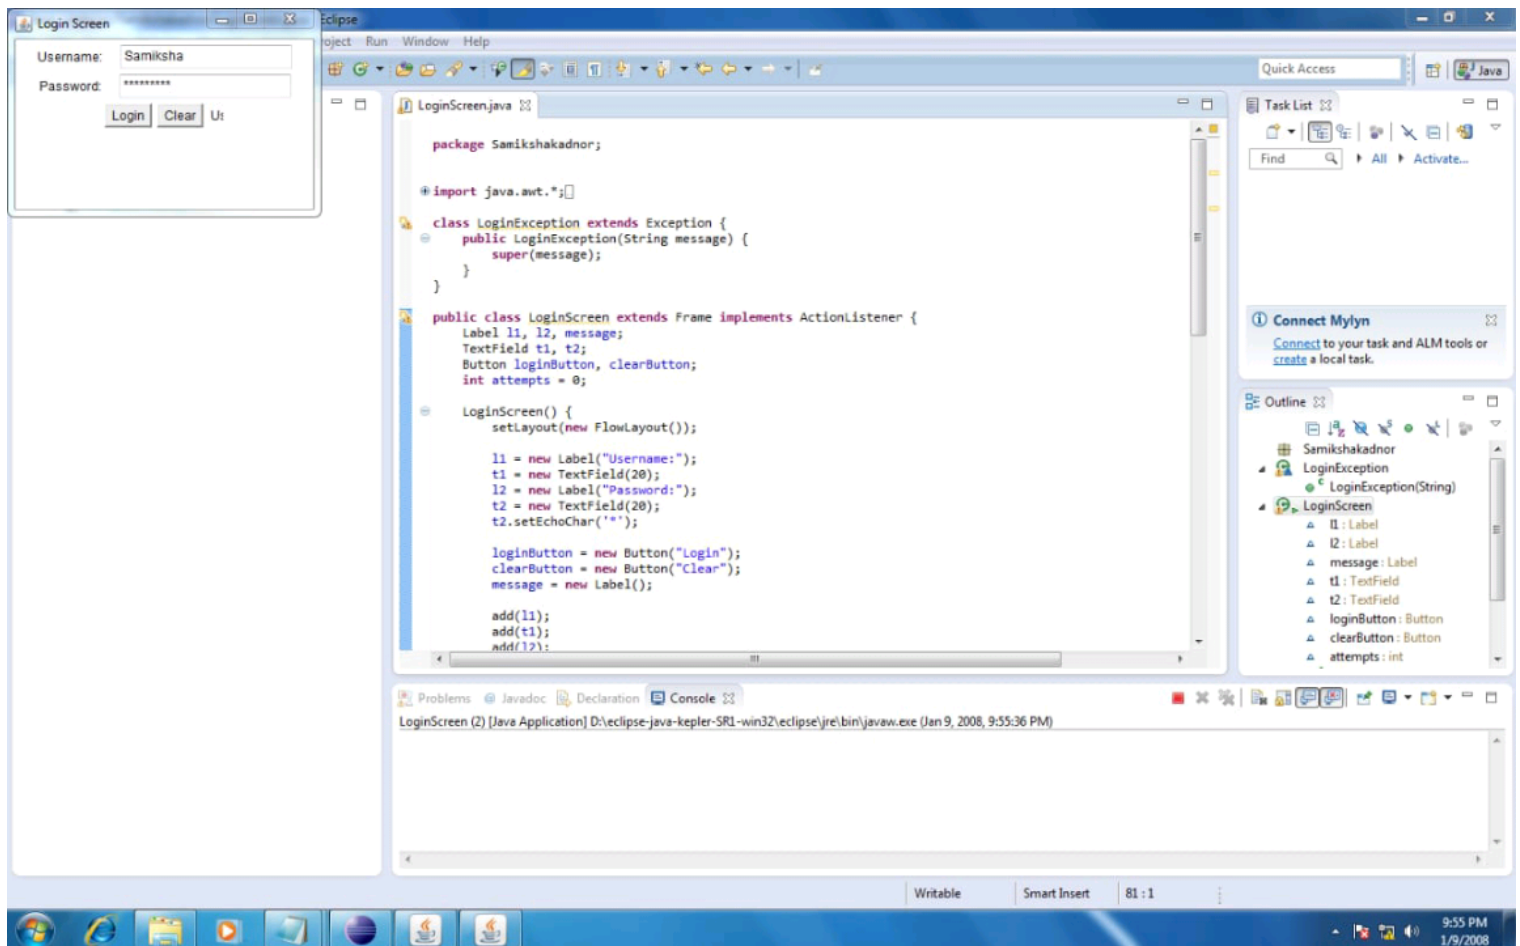 Login Screen
Eclipse
Username: Samiksha
Password: *********
Login Clear
Run Window Help
Quick Access
Java
LoginScreen.java
package Samikshakadnor;
import java.awt.*;
class LoginException extends Exception {
public LoginException(String message) {
super(message);
}
}
public class LoginScreen extends Frame implements ActionListener {
Label l1, l2, message;
TextField t1, t2;
Button loginButton, clearButton;
int attempts = 0;
LoginScreen() {
setLayout(new FlowLayout());
l1 = new Label("Username:");
t1 = new TextField(20);
l2 = new Label("Password:");
t2 = new TextField(20);
t2.setEchoChar('*');
loginButton = new Button("Login");
clearButton = new Button("Clear");
message = new Label();
add(l1);
add(t1);
add(l2);
Task List
Find All Activate...
Connect Mylyn
Connect to your task and ALM tools or
create a local task.
Outline
Samikshakadnor
LoginException
LoginException(String)
LoginScreen
l1 : Label
l2 : Label
message : Label
t1 : TextField
t2 : TextField
loginButton : Button
clearButton : Button
attempts : int
Problems @ Javadoc Declaration Console
LoginScreen (2) [Java Application] D:\eclipse-java-kepler-SR1-win32\eclipse\jre\bin\javaw.exe (Jan 9, 2008, 9:55:36 PM)
Writable Smart Insert 81 : 1
9:55 PM
1/9/2008